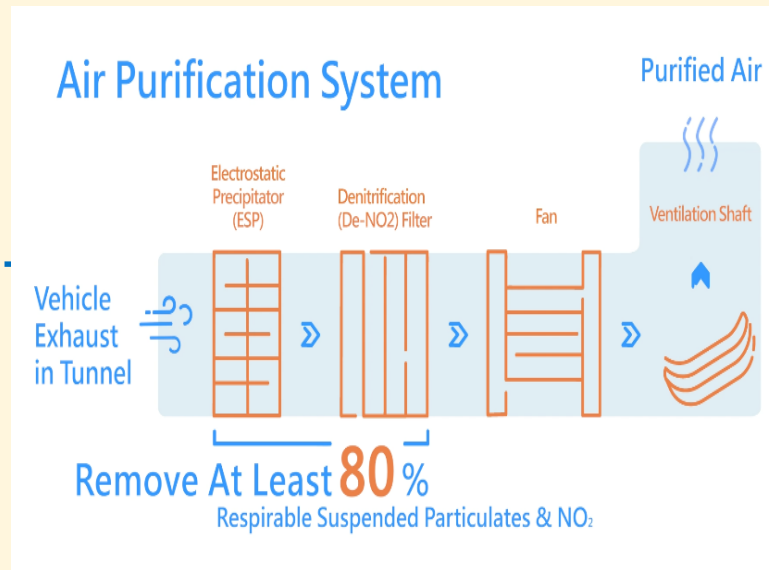 Air Purification System
Purified Air
Electrostatic
Precipitator
(ESP)
Denitrification
(De-NO2) Filter
Fan
Ventilation Shaft
Vehicle
Exhaust
in Tunnel
Remove At Least 80 %
Respirable Suspended Particulates & NO₂